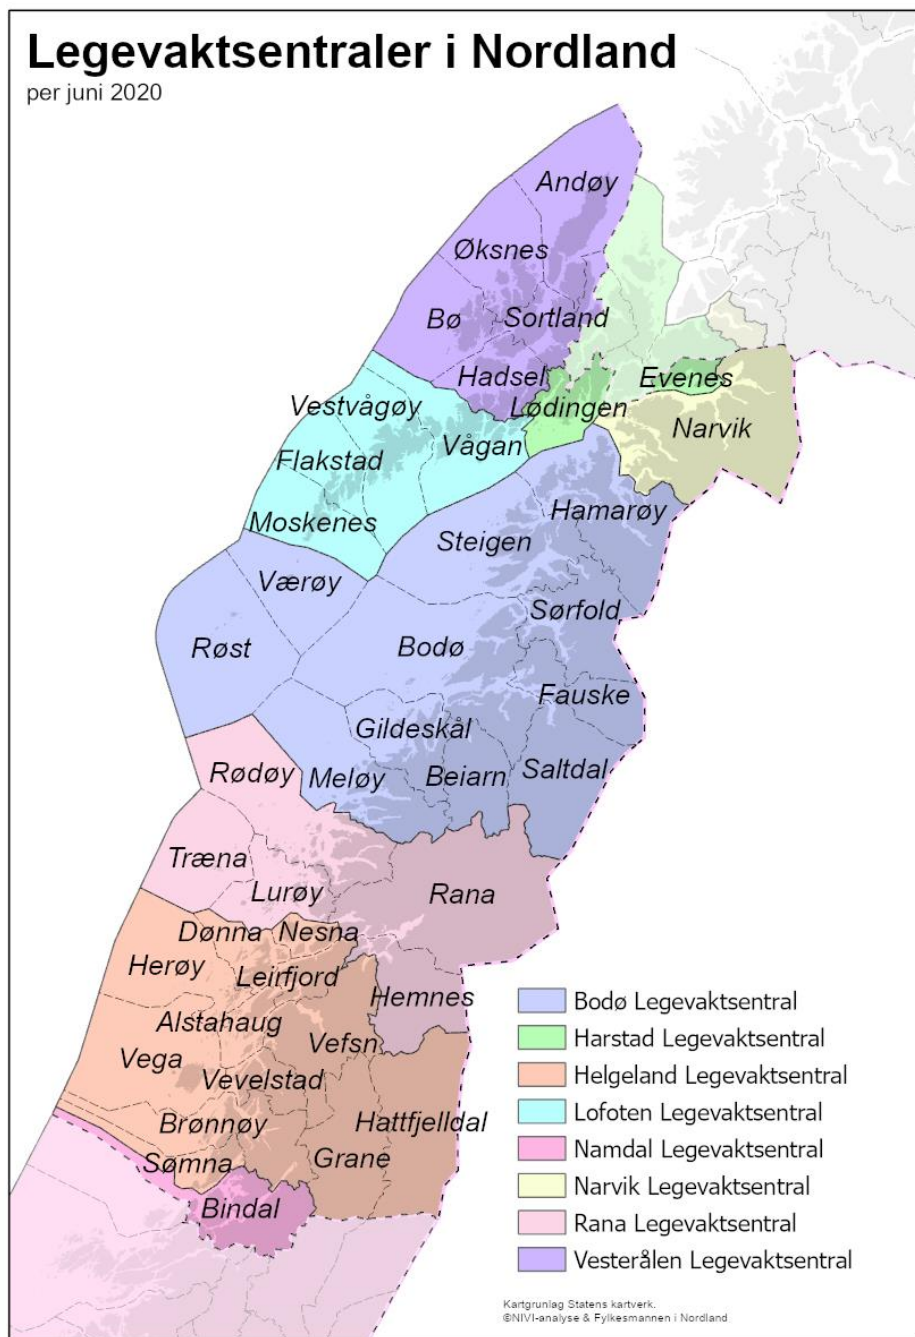 Legevaktsentraler i Nordland
per juni 2020
Andøy
Øksnes
Bø
Sortland
Hadsel
Evenes
Vestvågøy
Lødingen
Narvik
Vågan
Flakstad
Moskenes
Hamarøy
Steigen
Værøy
Sørfold
Røst
Bodø
Fauske
Gildeskål
Meløy
Beiarn
Saltdal
Rødøy
Træna
Lurøy
Rana
Dønna
Nesna
Herøy
Leirfjord
Hemnes
Alstahaug
Vefsn
Vega
Vevelstad
Brønnøy
Hattfjelldal
Sømna
Grane
Bindal
Bodø Legevaktsentral
Harstad Legevaktsentral
Helgeland Legevaktsentral
Lofoten Legevaktsentral
Namdal Legevaktsentral
Narvik Legevaktsentral
Rana Legevaktsentral
Vesterålen Legevaktsentral
Kartgrunlag Statens kartverk.
©NIVI-analyse & Fylkesmannen i Nordland